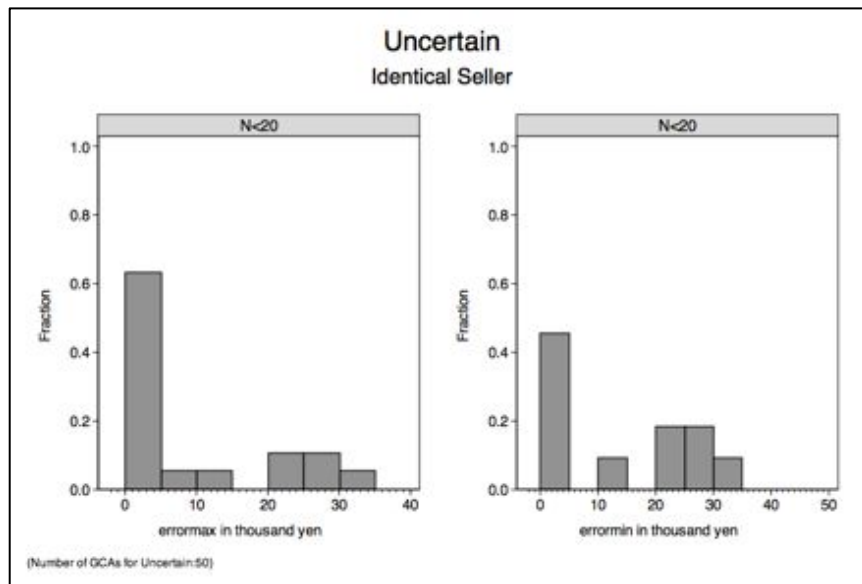 Uncertain
Identical Seller
N<20
1.0
0.8
0.6
0.4
0.2
0.0
Fraction
0 10 20 30 40
errormax in thousand yen
N<20
1.0
0.8
0.6
0.4
0.2
0.0
Fraction
0 10 20 30 40 50
errormin in thousand yen
(Number of GCAs for Uncertain:50)